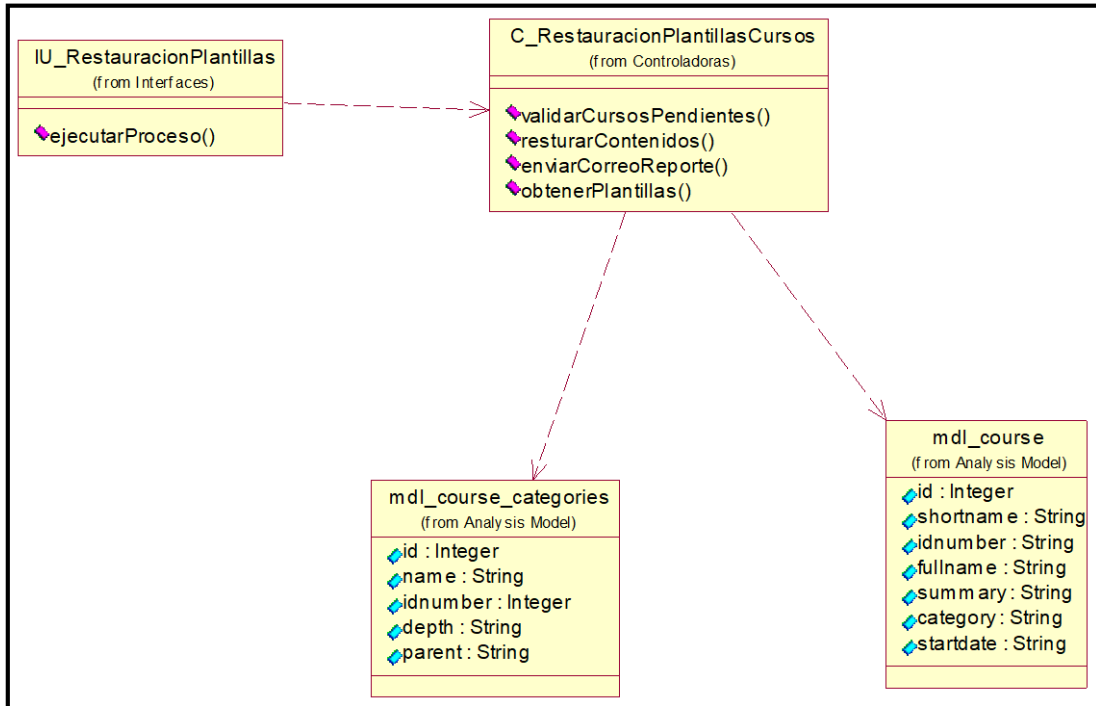 IU_RestauracionPlantillas
(from Interfaces)
ejecutarProceso()
C_RestauracionPlantillasCursos
(from Controladoras)
validarCursosPendientes()
resturarContenidos()
enviarCorreoReporte()
obtenerPlantillas()
mdl_course_categories
(from Analysis Model)
id : Integer
name : String
idnumber : Integer
depth : String
parent : String
mdl_course
(from Analysis Model)
id : Integer
shortname : String
idnumber : String
fullname : String
summary : String
category : String
startdate : String